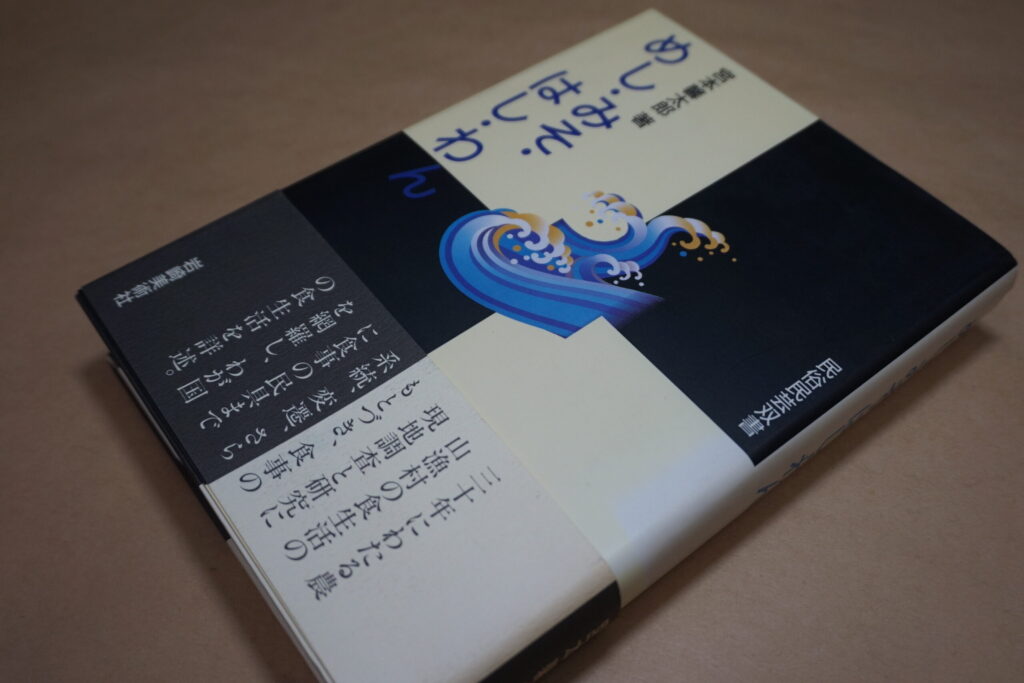 宮本馨太郎 著
めし・みそ・
はし・わん
民俗民芸双書
三十年にわたる農
山漁村の食生活の
現地調査と研究に
もとづき、食事の
系統、変遷、さら
に食事の民具まで
を網羅し、わが国
の食生活を詳述。
岩崎美術社